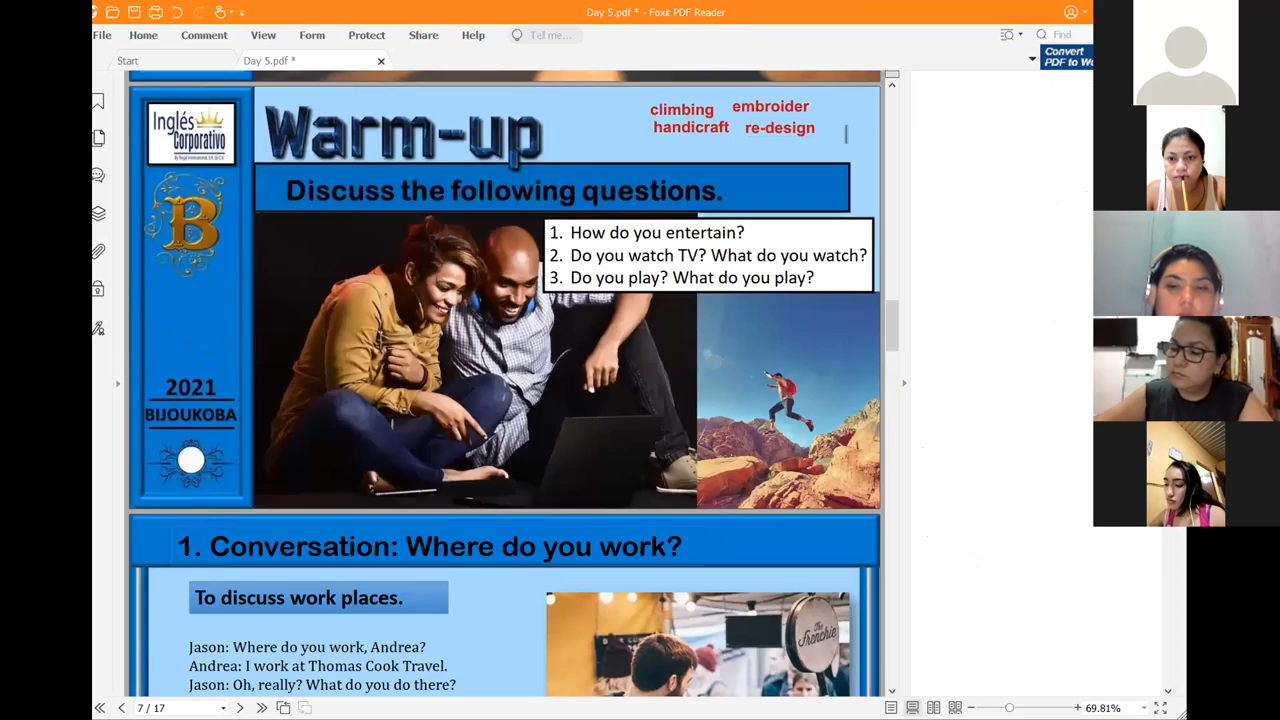 Day 5.pdf * - Foxit PDF Reader
File Home Comment View Form Protect Share Help Tell me... Find
Start Day 5.pdf *
Convert
PDF to Wo
Inglés
Corporativo
Warm-up
climbing embroider
handicraft re-design
Discuss the following questions.
B
1. How do you entertain?
2. Do you watch TV? What do you watch?
3. Do you play? What do you play?
2021
BIJOUKOBA
1. Conversation: Where do you work?
To discuss work places.
The
Frenchie
Jason: Where do you work, Andrea?
Andrea: I work at Thomas Cook Travel.
Jason: Oh, really? What do you do there?
7 / 17
69.81%